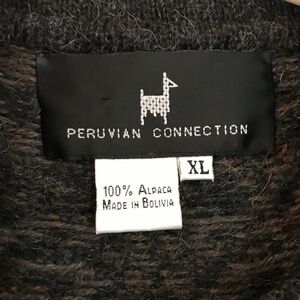 PERUVIAN CONNECTION
XL
100% ALPACA
MADE IN BOLIVIA